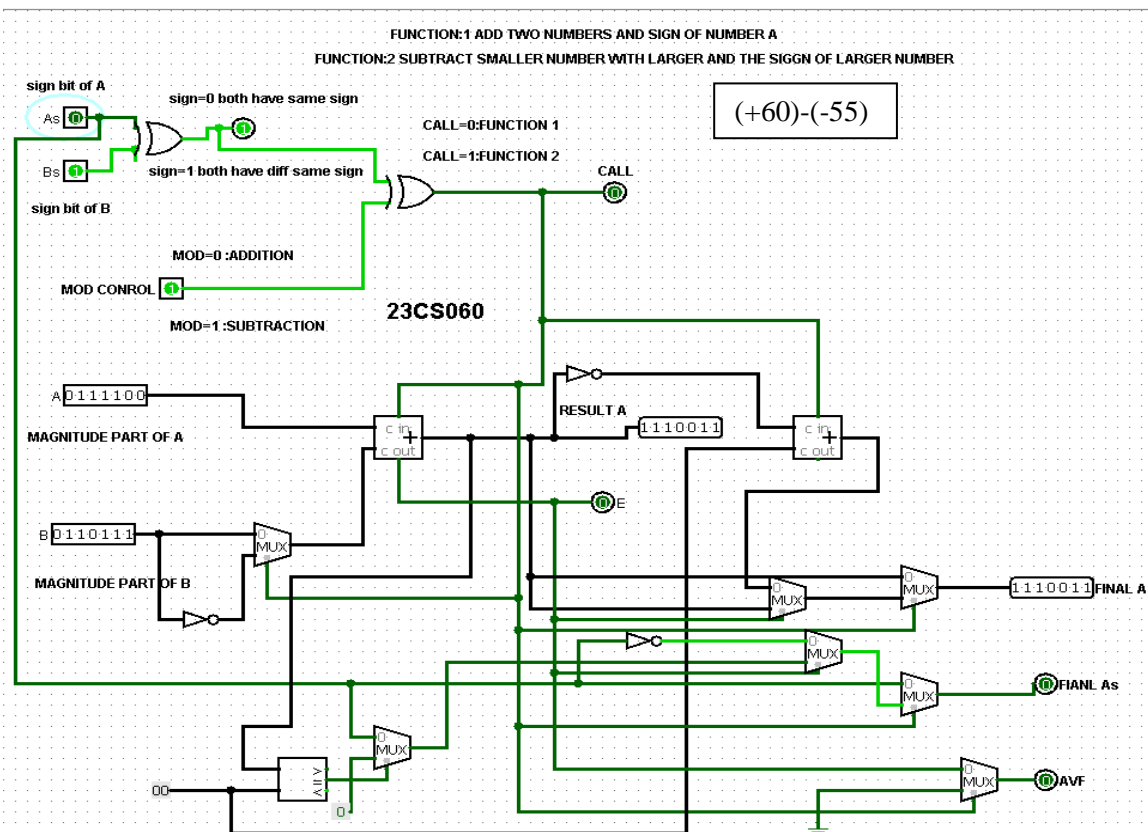 FUNCTION:1 ADD TWO NUMBERS AND SIGN OF NUMBER A
FUNCTION:2 SUBTRACT SMALLER NUMBER WITH LARGER AND THE SIGGN OF LARGER NUMBER
(+60)-(-55)
sign bit of A
As 0
sign=0 both have same sign
1
CALL=0:FUNCTION 1
CALL=1:FUNCTION 2
Bs 1
sign=1 both have diff same sign
CALL
0
sign bit of B
MOD=0 :ADDITION
MOD CONROL 1
23CS060
MOD=1 :SUBTRACTION
A 0111100
RESULT A
1110011
MAGNITUDE PART OF A
c in
+
c out
c in
+
c out
0 E
B 0110111
0
MUX
MAGNITUDE PART OF B
0
MUX
0
MUX
1110011 FINAL A
0
MUX
0
MUX
0 FIANL As
0
MUX
>
=
<
00
0
0
MUX
0 AVF